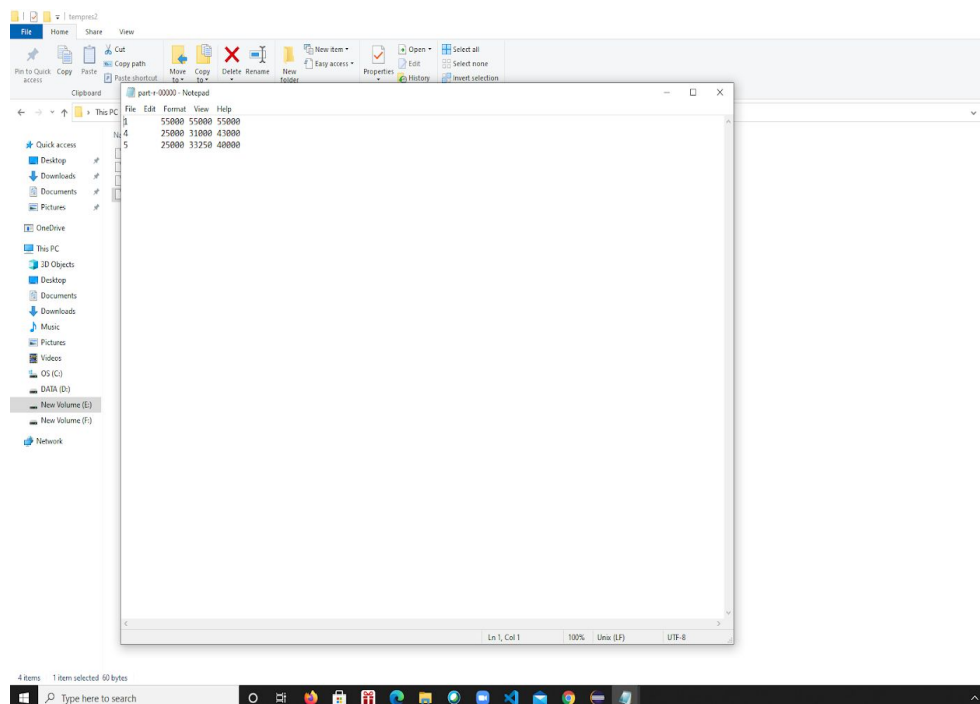 tempres2
File Home Share View
Pin to Quick access
Copy
Paste
Cut
Copy path
Paste shortcut
Move to
Copy to
Delete
Rename
New folder
New item
Easy access
Properties
Open
Edit
History
Select all
Select none
Invert selection
Clipboard
This PC
part-r-00000 - Notepad
File Edit Format View Help
1 55000 55000 55000
4 25000 31000 43000
5 25000 33250 40000
Quick access
Desktop
Downloads
Documents
Pictures
OneDrive
This PC
3D Objects
Desktop
Documents
Downloads
Music
Pictures
Videos
OS (C:)
DATA (D:)
New Volume (E:)
New Volume (F:)
Network
Ln 1, Col 1 100% Unix (LF) UTF-8
4 items 1 item selected 60 bytes
Type here to search